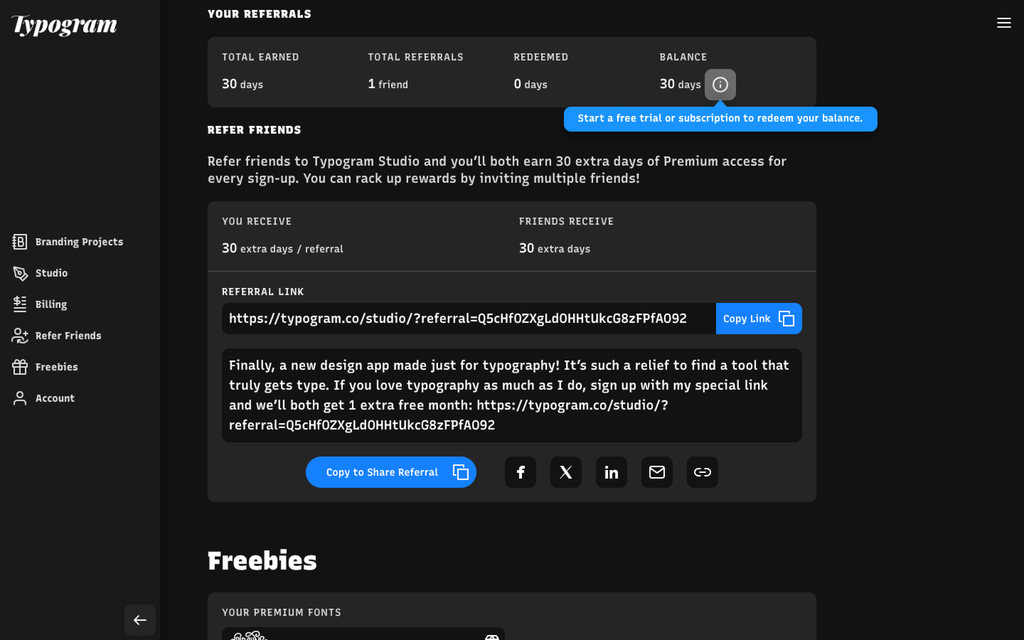 Typogram
YOUR REFERRALS
TOTAL EARNED
30 days
TOTAL REFERRALS
1 friend
REDEEMED
0 days
BALANCE
30 days
Start a free trial or subscription to redeem your balance.
REFER FRIENDS
Refer friends to Typogram Studio and you’ll both earn 30 extra days of Premium access for
every sign-up. You can rack up rewards by inviting multiple friends!
YOU RECEIVE
30 extra days / referral
FRIENDS RECEIVE
30 extra days
REFERRAL LINK
https://typogram.co/studio/?referral=Q5cHfOZXgLdOHHtUkcG8zFPfAO92
Copy Link
Finally, a new design app made just for typography! It’s such a relief to find a tool that
truly gets type. If you love typography as much as I do, sign up with my special link
and we’ll both get 1 extra free month: https://typogram.co/studio/?
referral=Q5cHfOZXgLdOHHtUkcG8zFPfAO92
Copy to Share Referral
Branding Projects
Studio
Billing
Refer Friends
Freebies
Account
Freebies
YOUR PREMIUM FONTS